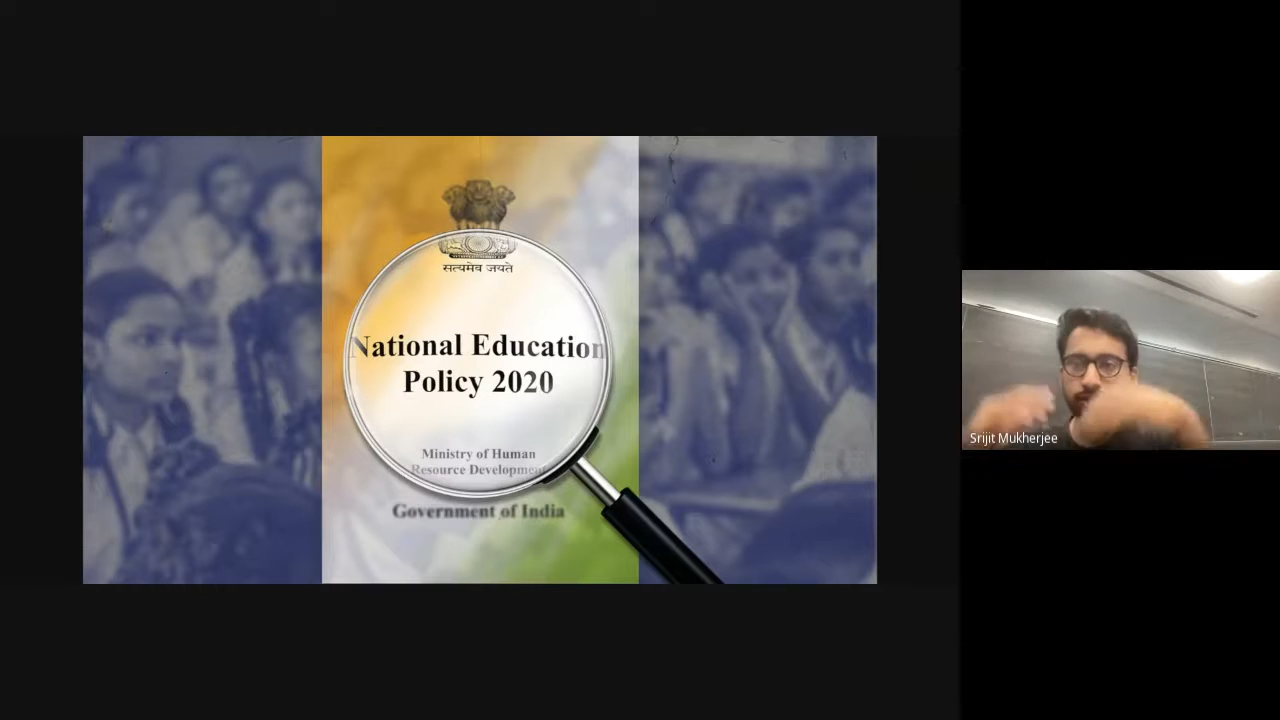 सत्यमेव जयते
National Education
Policy 2020
Ministry of Human
Resource Development
Government of India
Srijit Mukherjee